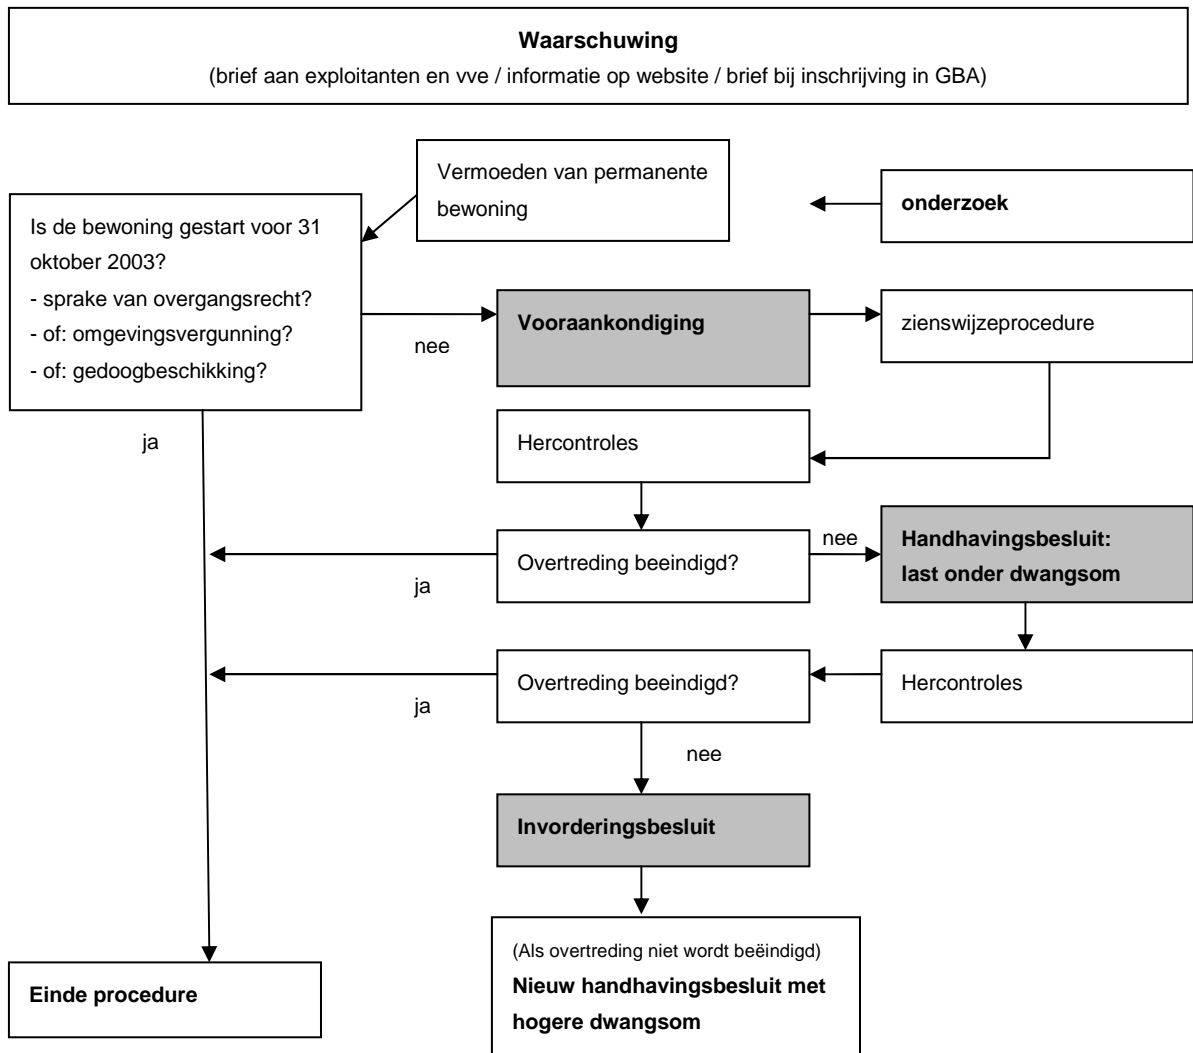 Waarschuwing
(brief aan exploitanten en vve / informatie op website / brief bij inschrijving in GBA)
Vermoeden van permanente
bewoning
onderzoek
Is de bewoning gestart voor 31
oktober 2003?
- sprake van overgangsrecht?
- of: omgevingsvergunning?
- of: gedoogbeschikking?
nee
Vooraankondiging
zienswijzeprocedure
ja
Hercontroles
Overtreding beeindigd?
nee
ja
Handhavingsbesluit:
last onder dwangsom
Hercontroles
Overtreding beeindigd?
ja
nee
Invorderingsbesluit
(Als overtreding niet wordt beëindigd)
Nieuw handhavingsbesluit met
hogere dwangsom
Einde procedure